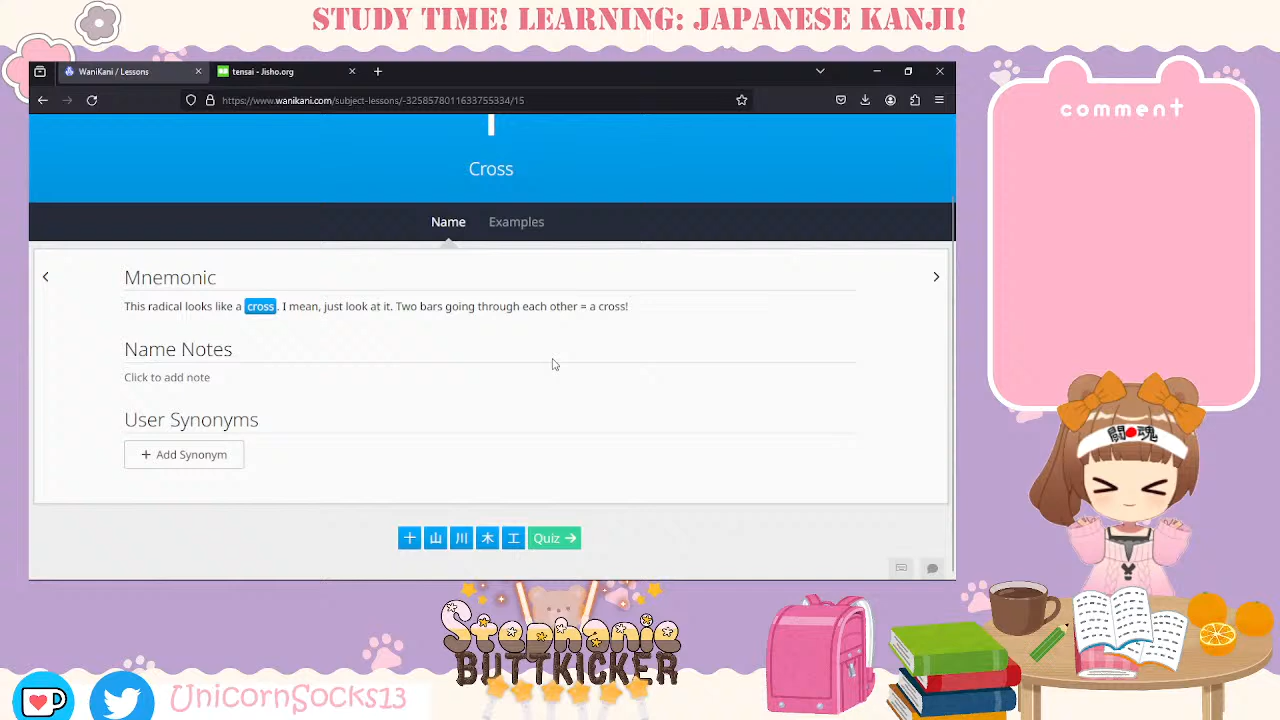 STUDY TIME! LEARNING: JAPANESE KANJI!
WaniKani / Lessons
tensai - Jisho.org
https://www.wanikani.com/subject-lessons/-3258578011633755334/15
comment
Cross
Name Examples
Mnemonic
This radical looks like a cross. I mean, just look at it. Two bars going through each other = a cross!
Name Notes
Click to add note
User Synonyms
+ Add Synonym
十 山 川 木 工 Quiz →
闘魂
Stephanie
BUTTKICKER
UnicornSocks13